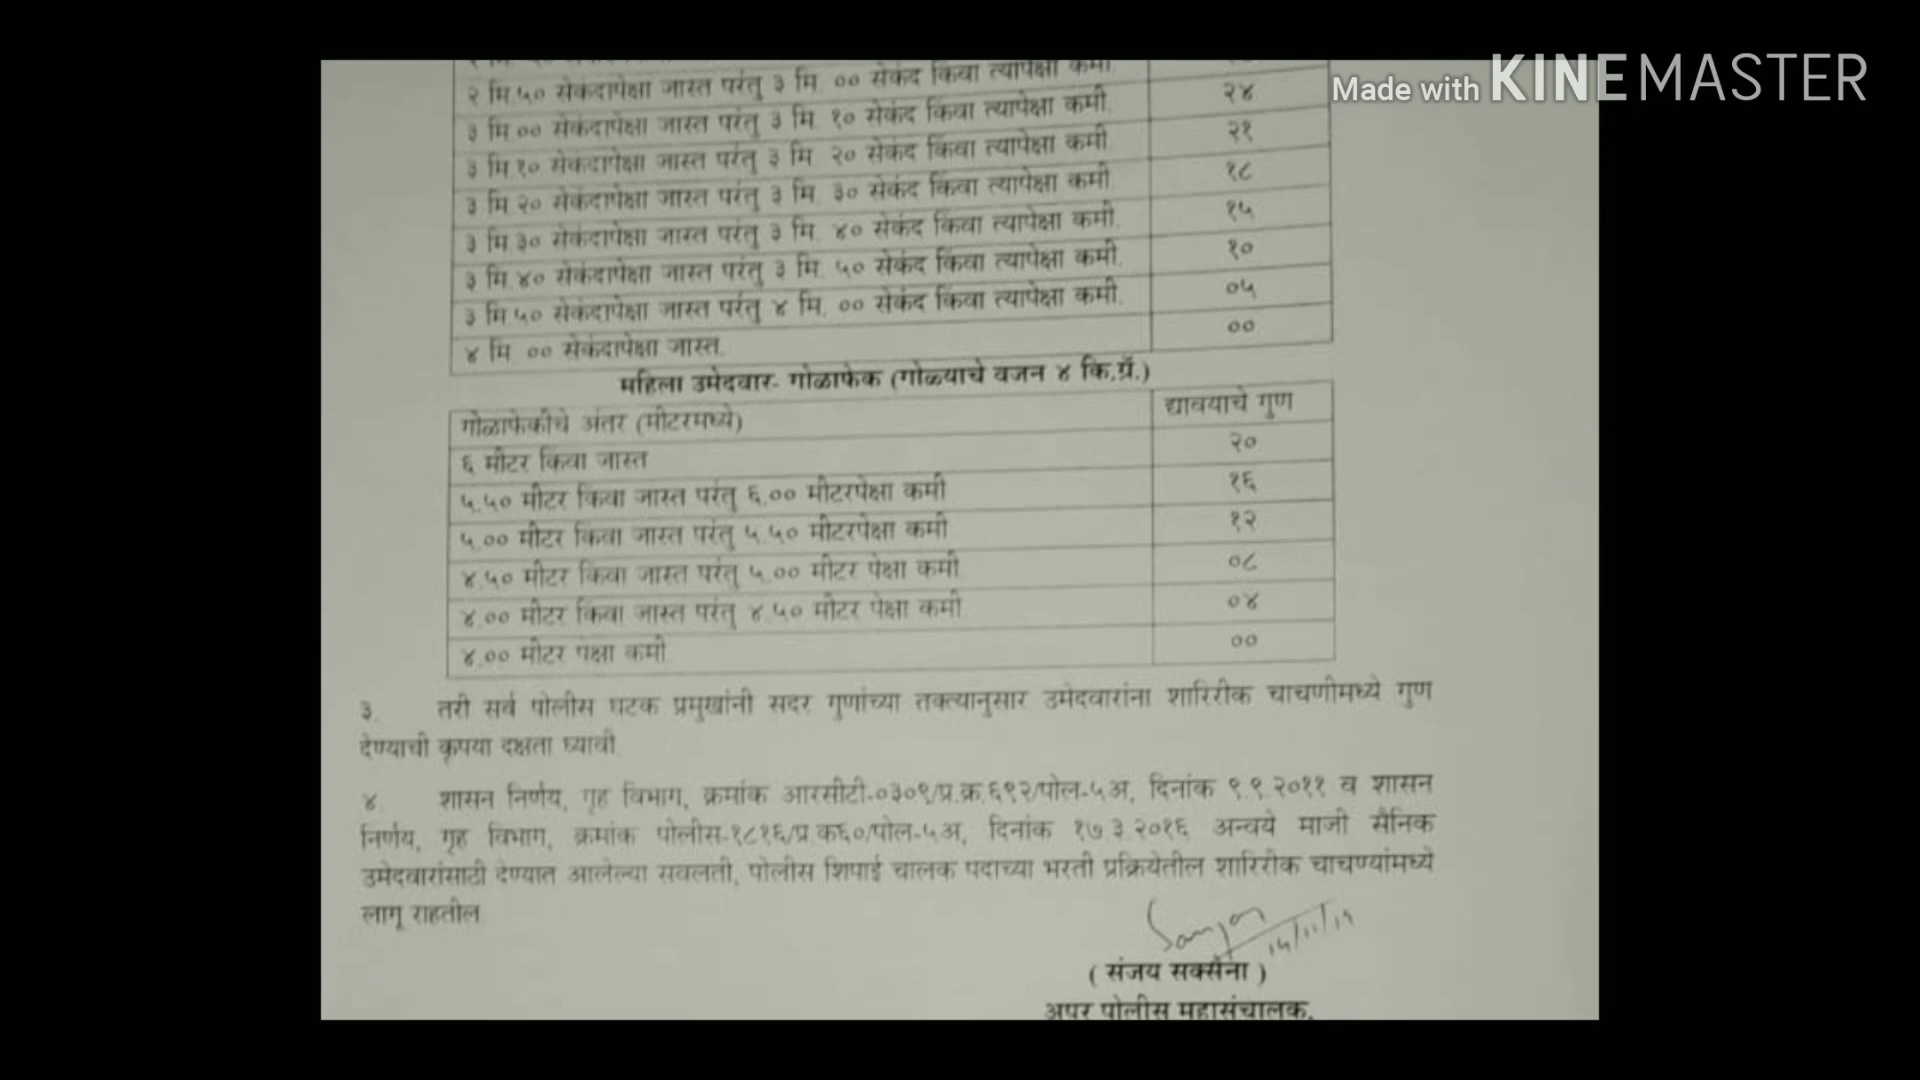 Made with KINEMASTER
२ मि.५० सेकंदापेक्षा जास्त परंतु ३ मि. ०० सेकंद किंवा त्यापेक्षा कमी. २४
३ मि.०० सेकंदापेक्षा जास्त परंतु ३ मि. १० सेकंद किंवा त्यापेक्षा कमी. २१
३ मि.१० सेकंदापेक्षा जास्त परंतु ३ मि. २० सेकंद किंवा त्यापेक्षा कमी. १८
३ मि.२० सेकंदापेक्षा जास्त परंतु ३ मि. ३० सेकंद किंवा त्यापेक्षा कमी. १५
३ मि.३० सेकंदापेक्षा जास्त परंतु ३ मि. ४० सेकंद किंवा त्यापेक्षा कमी. १०
३ मि.४० सेकंदापेक्षा जास्त परंतु ३ मि. ५० सेकंद किंवा त्यापेक्षा कमी. ०५
३ मि.५० सेकंदापेक्षा जास्त परंतु ४ मि. ०० सेकंद किंवा त्यापेक्षा कमी. ००
४ मि. ०० सेकंदापेक्षा जास्त.
महिला उमेदवार- गोळाफेक (गोळ्याचे वजन ४ कि.ग्रॅ.)
गोळाफेकीचे अंतर (मीटरमध्ये) द्यावयाचे गुण
६ मीटर किंवा जास्त २०
५.५० मीटर किंवा जास्त परंतु ६.०० मीटरपेक्षा कमी १६
५.०० मीटर किंवा जास्त परंतु ५.५० मीटरपेक्षा कमी १२
४.५० मीटर किंवा जास्त परंतु ५.०० मीटर पेक्षा कमी ०८
४.०० मीटर किंवा जास्त परंतु ४.५० मीटर पेक्षा कमी ०४
४.०० मीटर पेक्षा कमी ००
३. तरी सर्व पोलीस घटक प्रमुखांनी सदर गुणांच्या तक्त्यानुसार उमेदवारांना शारिरीक चाचणीमध्ये गुण
देण्याची कृपया दक्षता घ्यावी.
४. शासन निर्णय, गृह विभाग, क्रमांक आरसीटी-०३०९/प्र.क्र.६९२/पोल-५अ, दिनांक ९.९.२०११ व शासन
निर्णय, गृह विभाग, क्रमांक पोलीस-१८१६/प्र.क६०/पोल-५अ, दिनांक १७.३.२०१६ अन्वये माजी सैनिक
उमेदवारांसाठी देण्यात आलेल्या सवलती, पोलीस शिपाई चालक पदाच्या भरती प्रक्रियेतील शारिरीक चाचण्यांमध्ये
लागू राहतील.
( संजय सक्सेना )
अपर पोलीस महासंचालक,